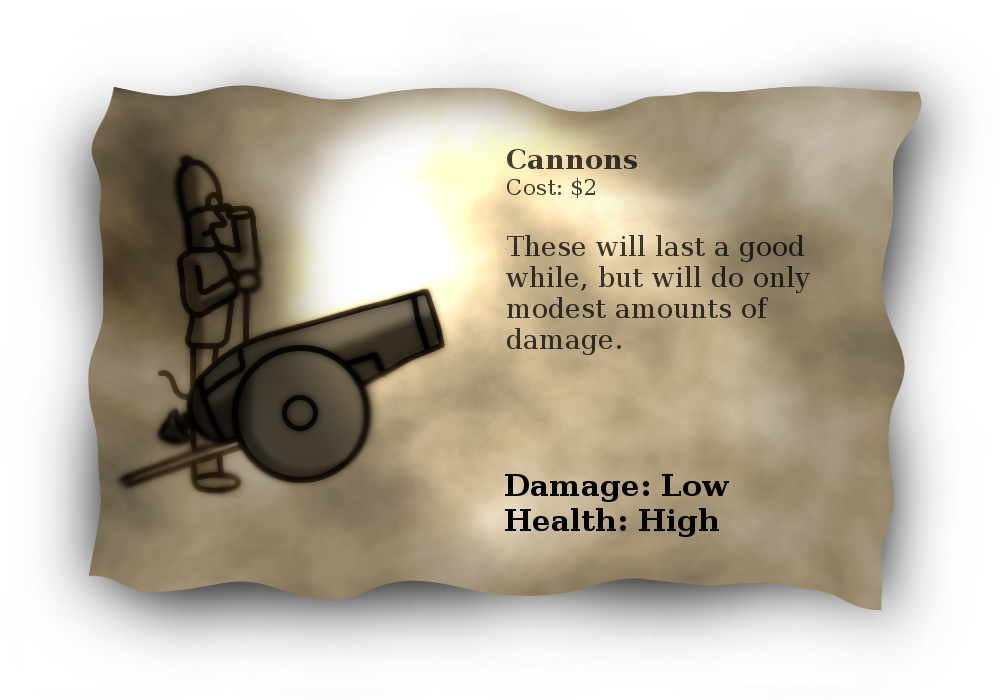 Cannons
Cost: $2
These will last a good
while, but will do only
modest amounts of
damage.
Damage: Low
Health: High